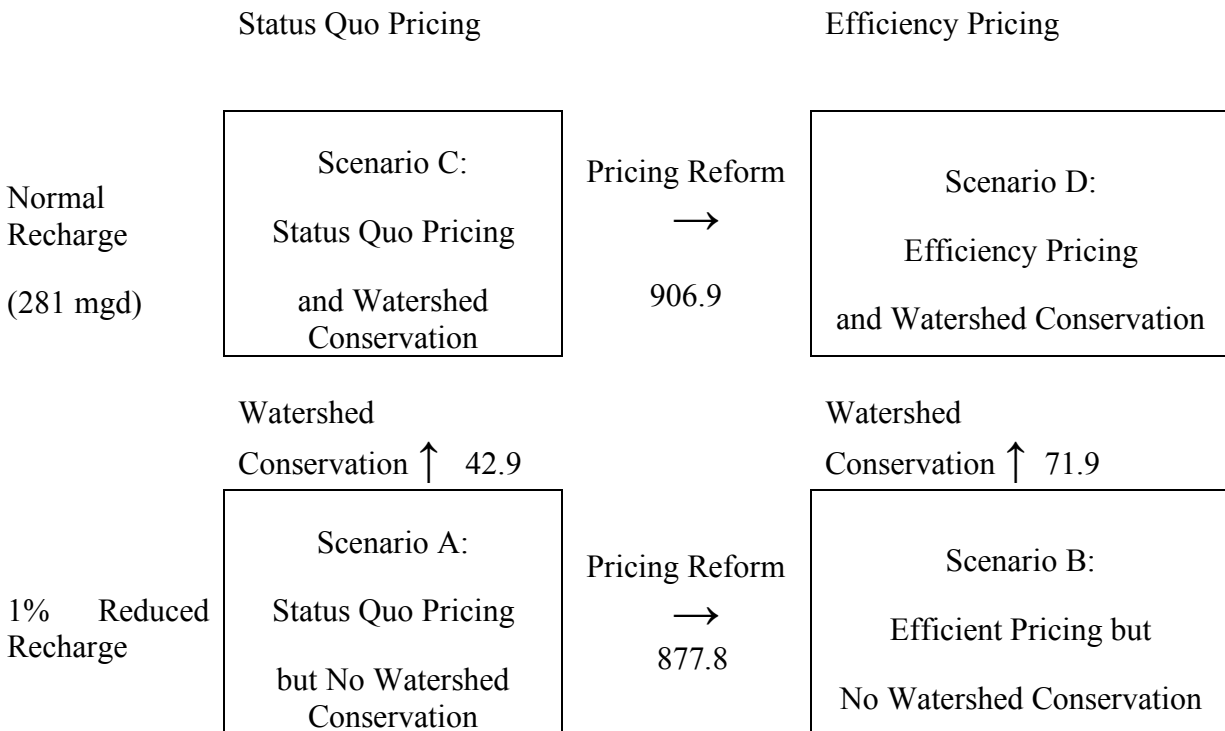 Status Quo Pricing
Efficiency Pricing
Normal
Recharge
(281 mgd)
Scenario C:
Status Quo Pricing
and Watershed
Conservation
Pricing Reform
→
906.9
Scenario D:
Efficiency Pricing
and Watershed Conservation
Watershed
Conservation ↑ 42.9
Watershed
Conservation ↑ 71.9
1% Reduced
Recharge
Scenario A:
Status Quo Pricing
but No Watershed
Conservation
Pricing Reform
→
877.8
Scenario B:
Efficient Pricing but
No Watershed Conservation